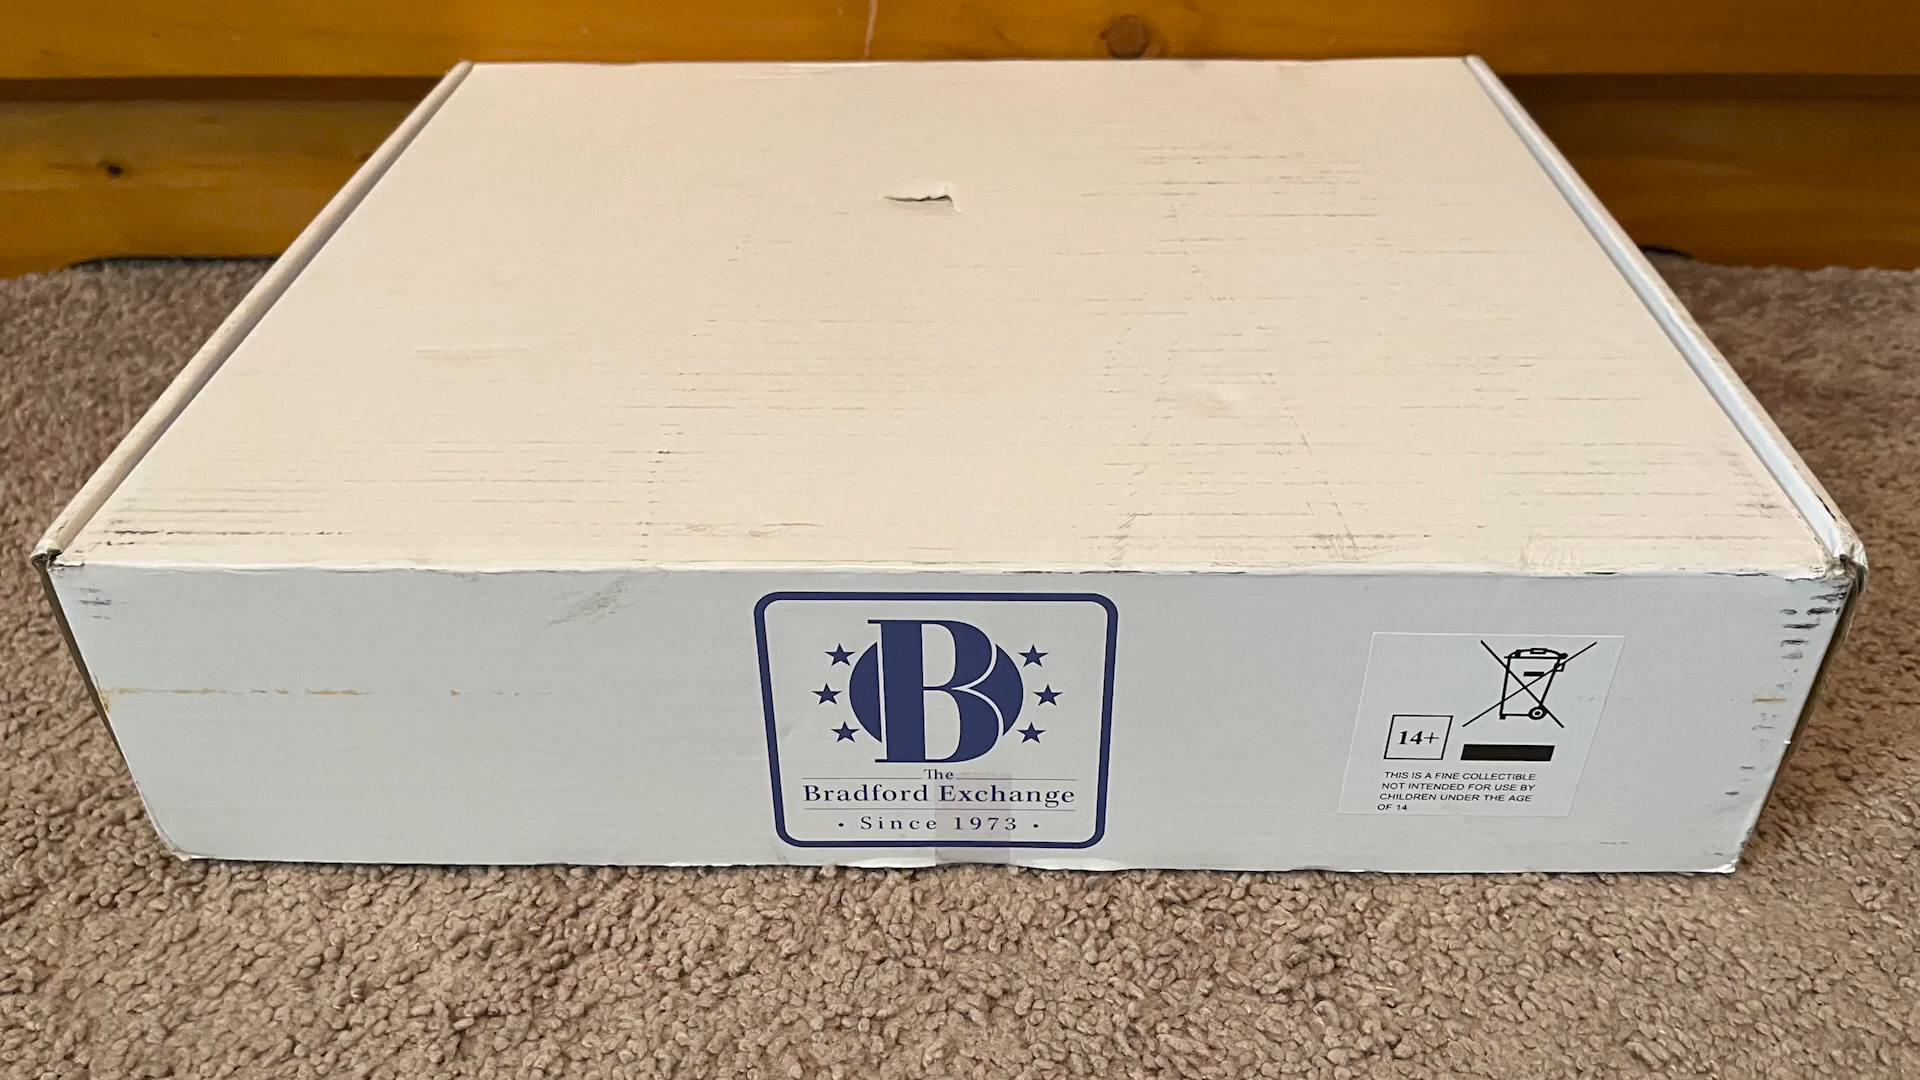 B
The
Bradford Exchange
· Since 1973 ·
14+
THIS IS A FINE COLLECTIBLE.
NOT INTENDED FOR USE BY
CHILDREN UNDER THE AGE
OF 14.